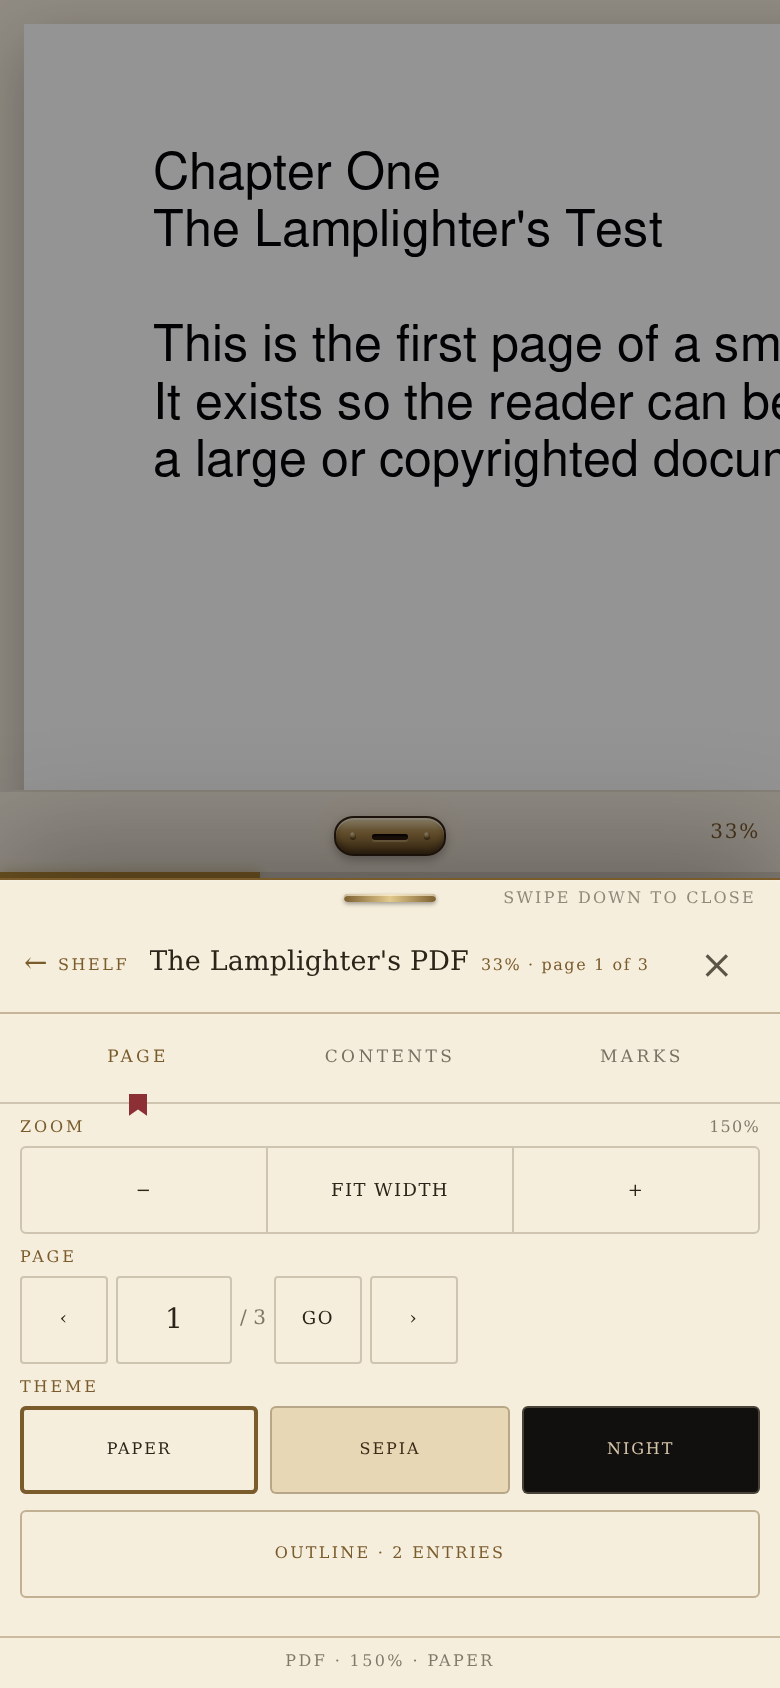 Chapter One
The Lamplighter's Test
This is the first page of a sm
It exists so the reader can be
a large or copyrighted docum
33%
SWIPE DOWN TO CLOSE
← SHELF The Lamplighter's PDF 33% · page 1 of 3 ×
PAGE CONTENTS MARKS
ZOOM 150%
− FIT WIDTH +
PAGE
‹ 1 / 3 GO ›
THEME
PAPER SEPIA NIGHT
OUTLINE · 2 ENTRIES
PDF · 150% · PAPER